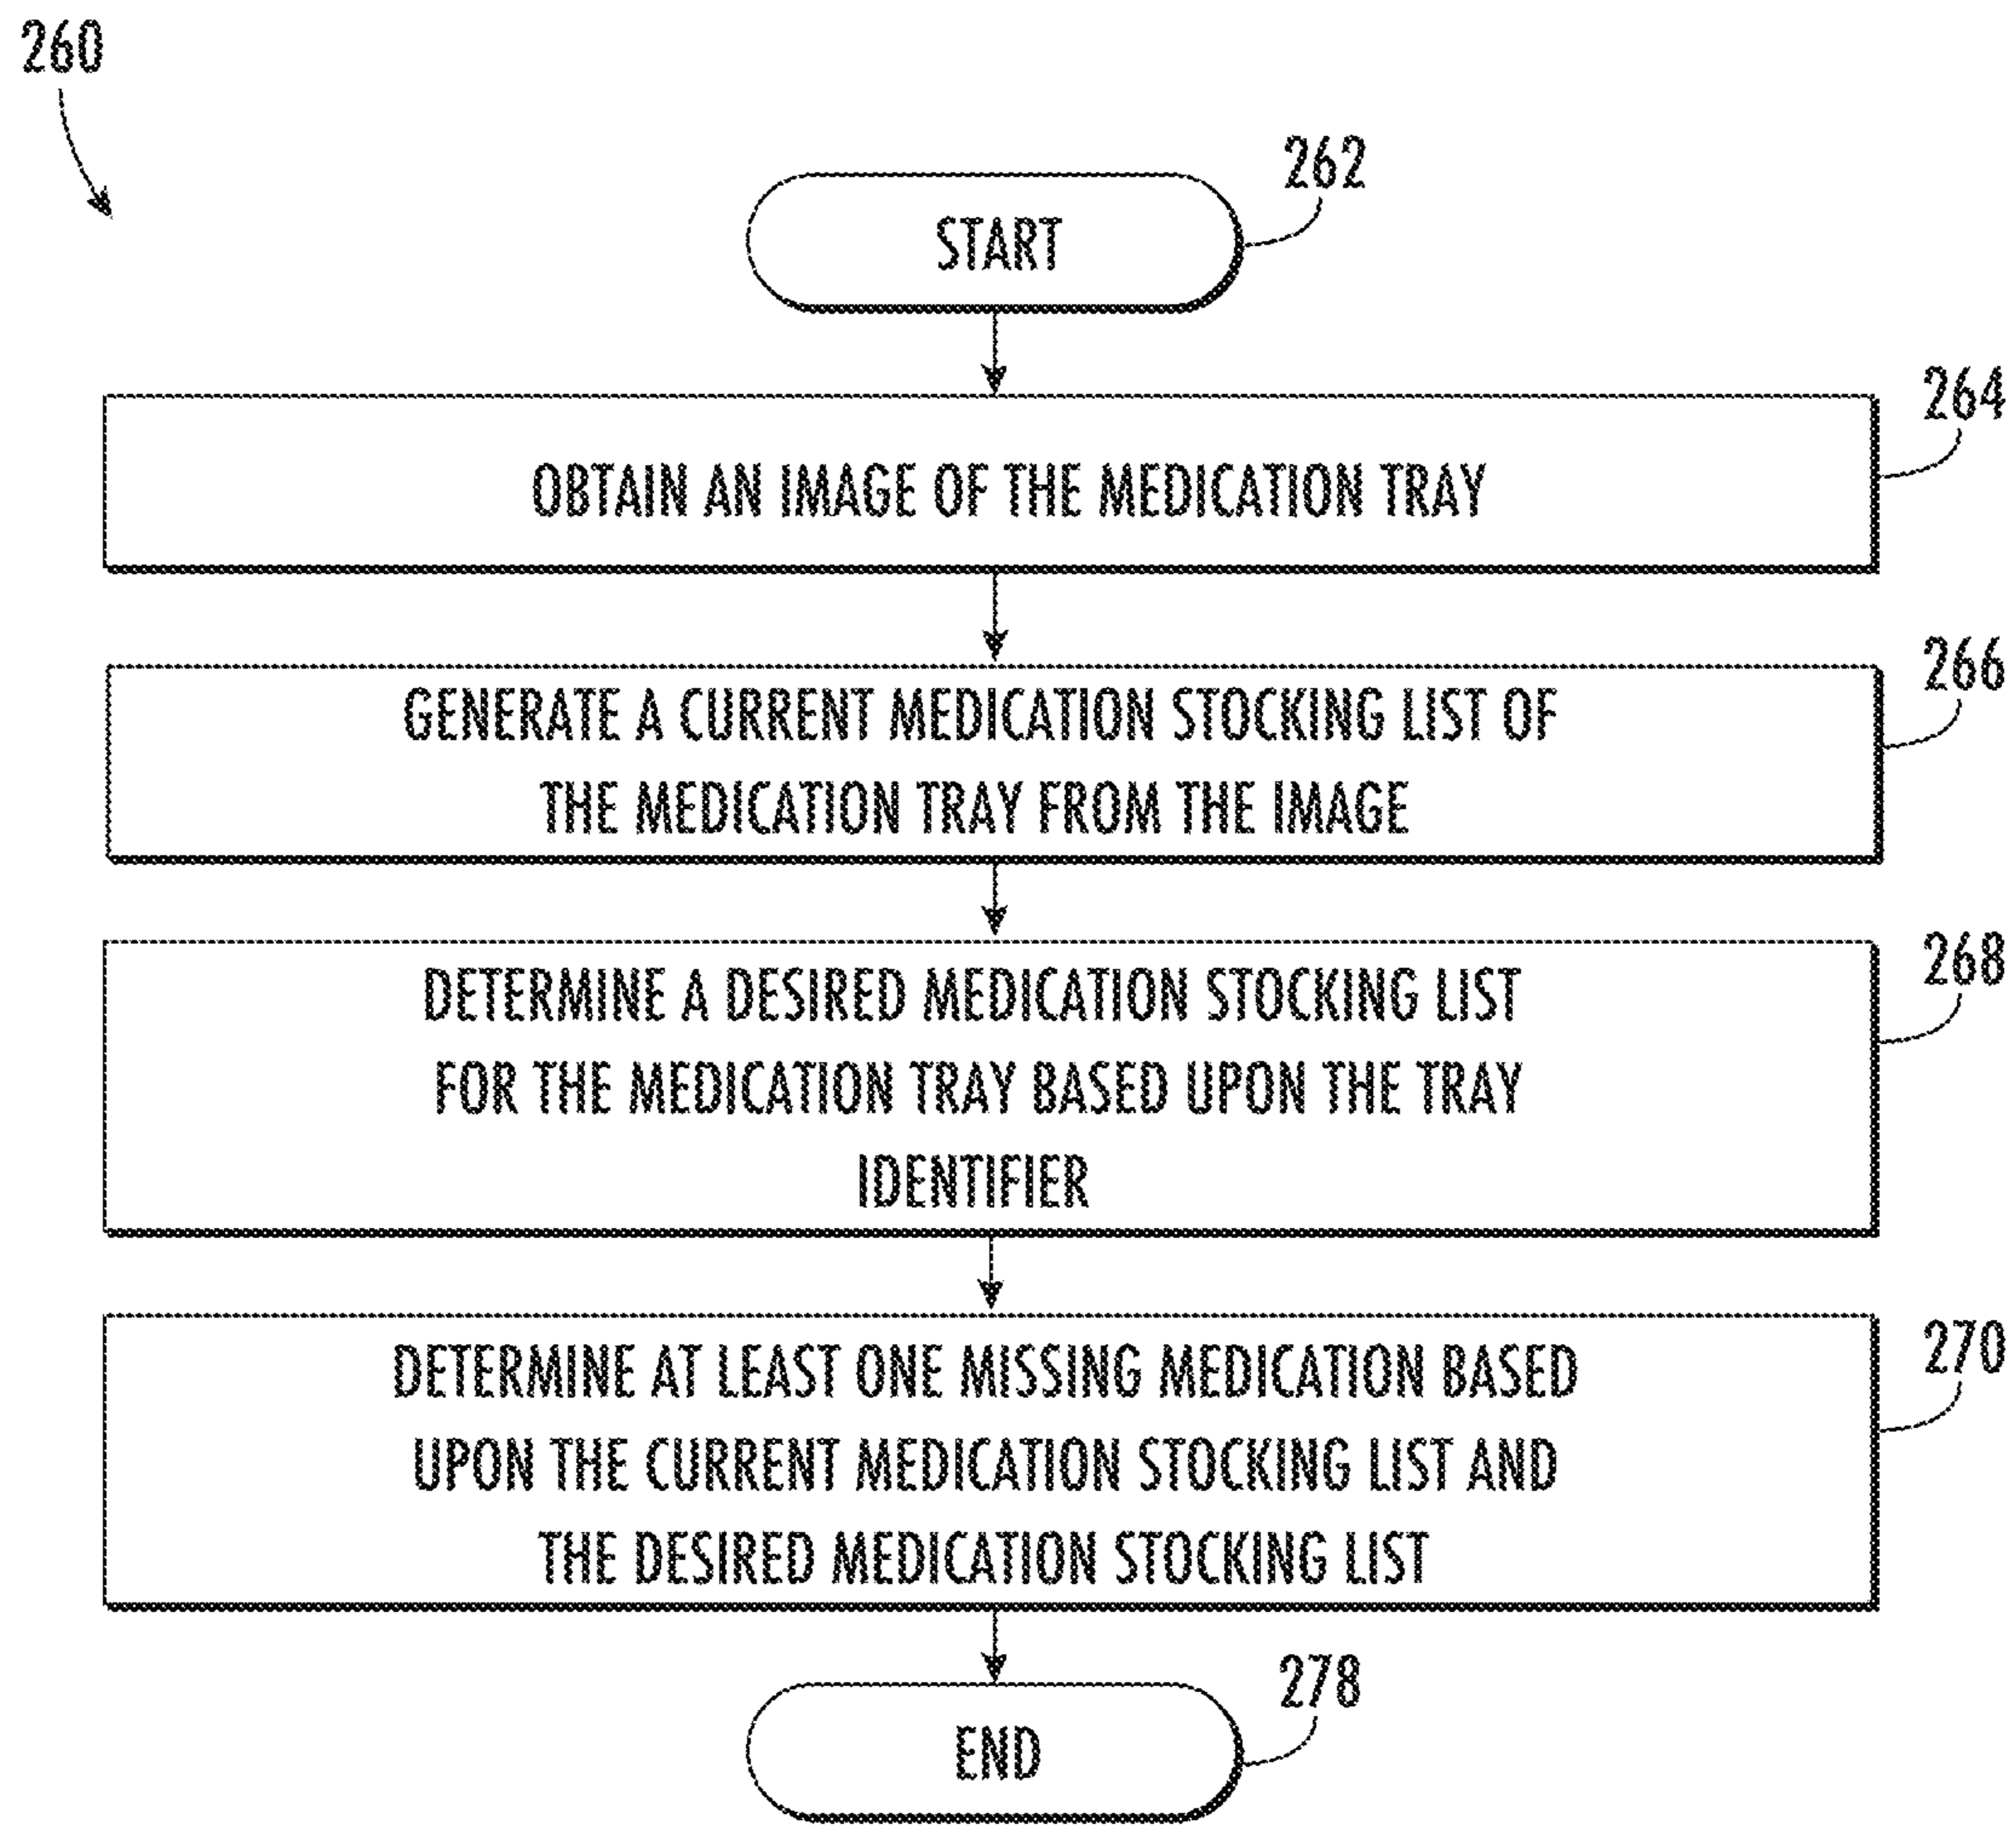 260
262
START
264
OBTAIN AN IMAGE OF THE MEDICATION TRAY
266
GENERATE A CURRENT MEDICATION STOCKING LIST OF
THE MEDICATION TRAY FROM THE IMAGE
268
DETERMINE A DESIRED MEDICATION STOCKING LIST
FOR THE MEDICATION TRAY BASED UPON THE TRAY
IDENTIFIER
270
DETERMINE AT LEAST ONE MISSING MEDICATION BASED
UPON THE CURRENT MEDICATION STOCKING LIST AND
THE DESIRED MEDICATION STOCKING LIST
278
END